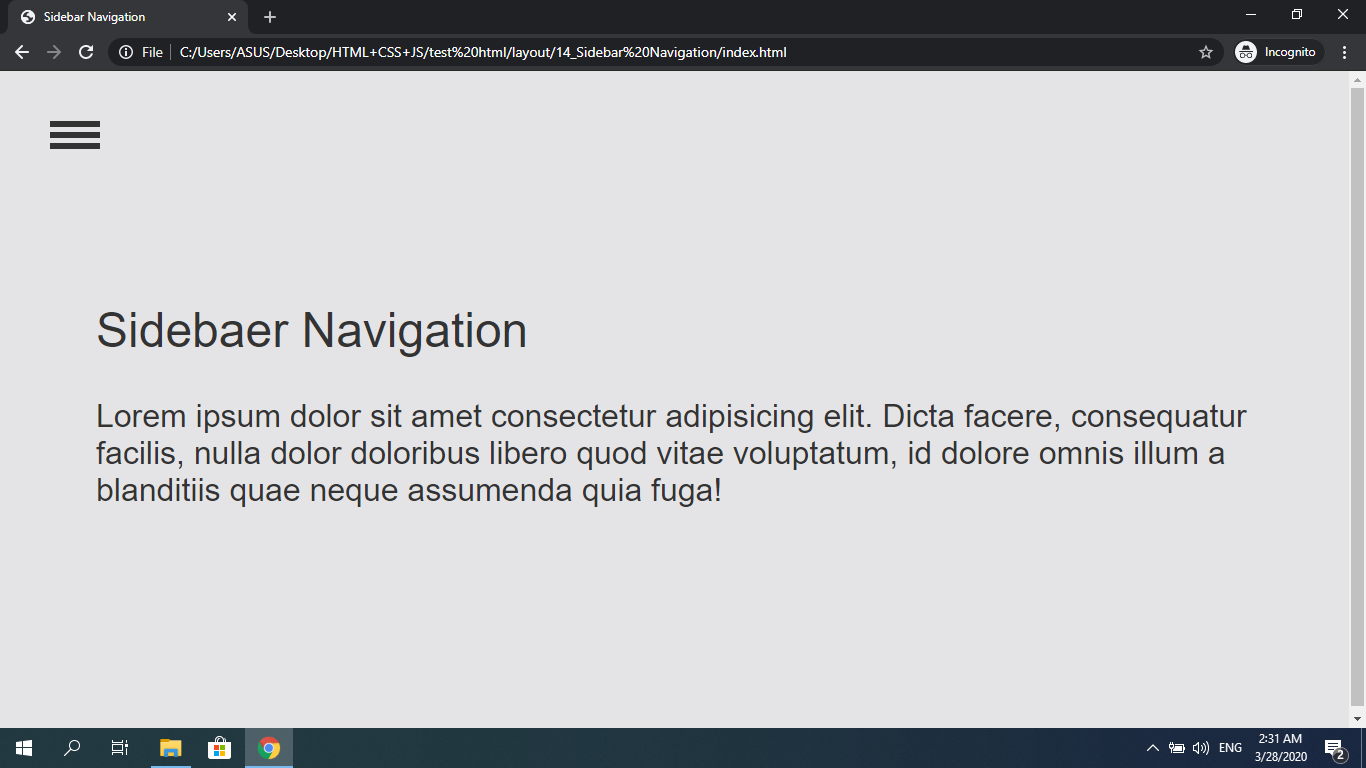 Sidebar Navigation
File
C:/Users/ASUS/Desktop/HTML+CSS+JS/test%20html/layout/14_Sidebar%20Navigation/index.html
Incognito
Sidebaer Navigation
Lorem ipsum dolor sit amet consectetur adipisicing elit. Dicta facere, consequatur
facilis, nulla dolor doloribus libero quod vitae voluptatum, id dolore omnis illum a
blanditiis quae neque assumenda quia fuga!
ENG
2:31 AM
3/28/2020
2